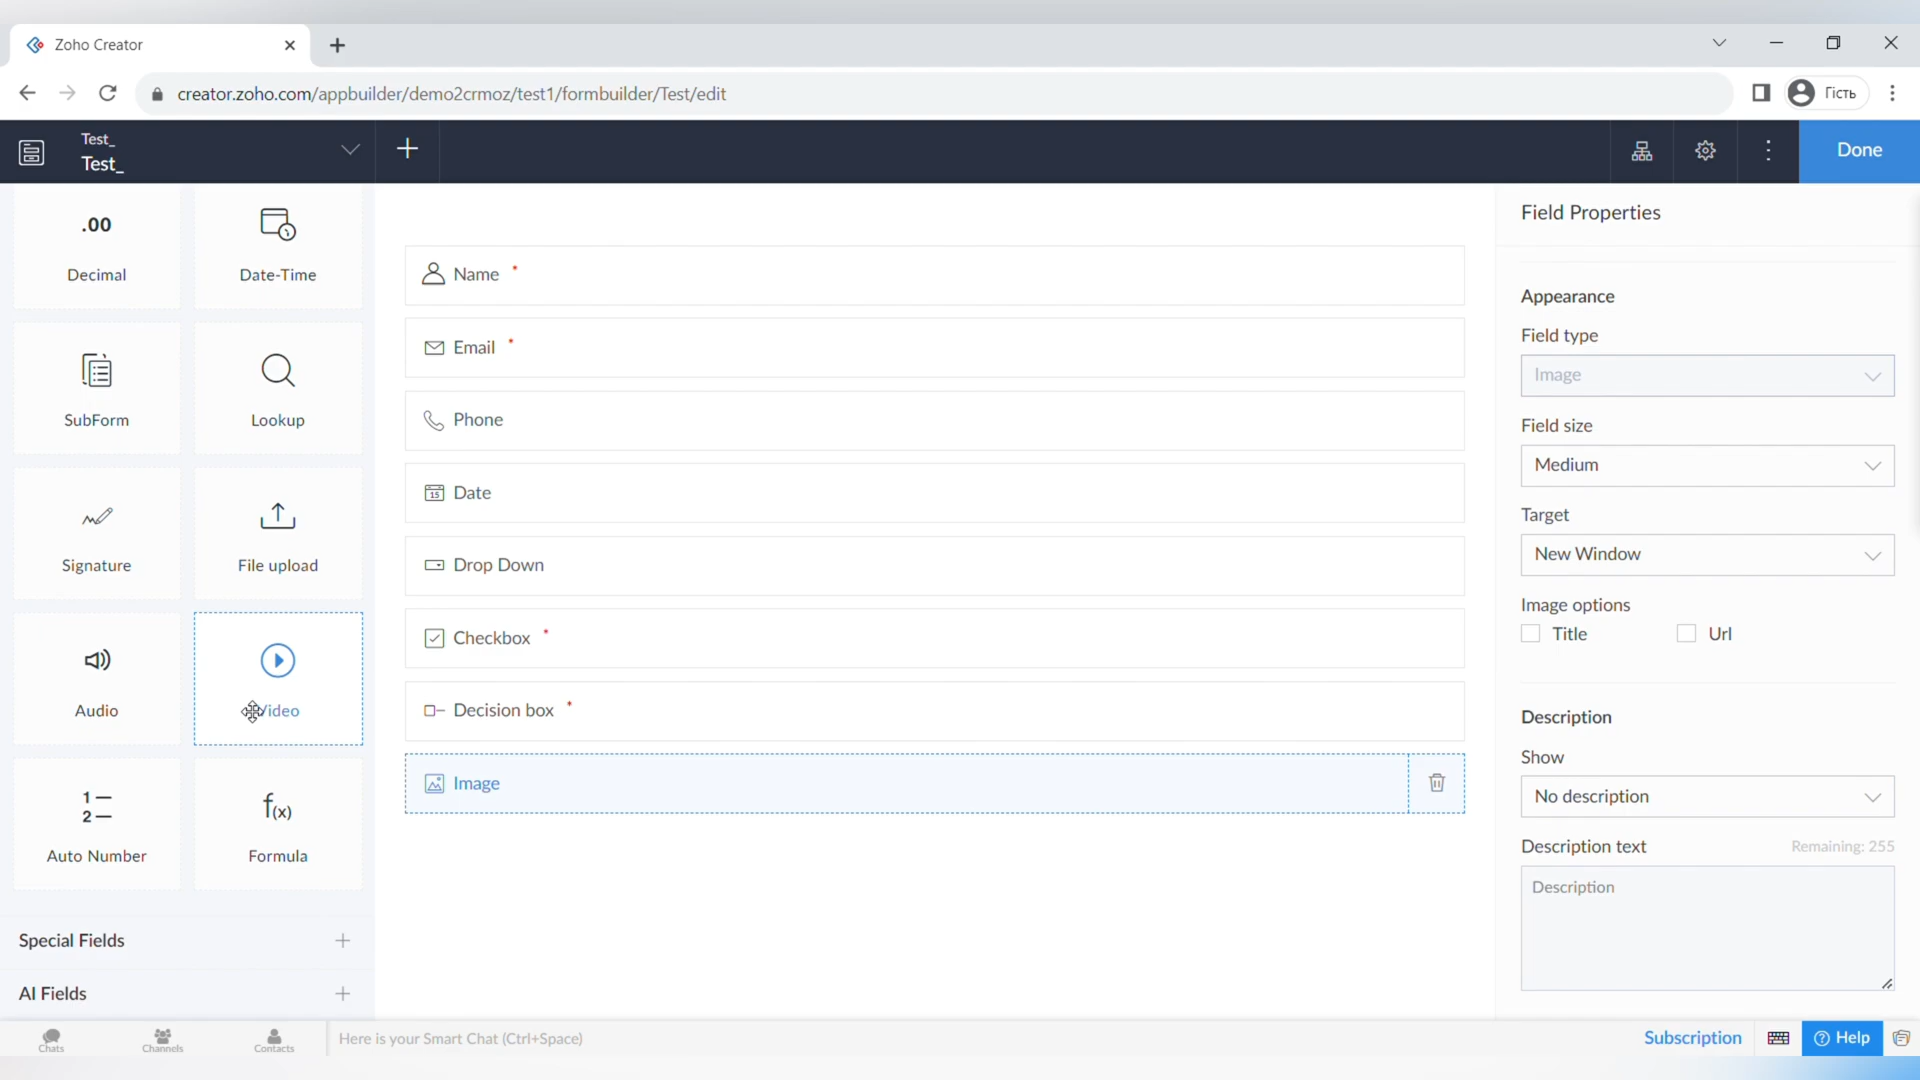 Zoho Creator
creator.zoho.com/appbuilder/demo2crmoz/test1/formbuilder/Test/edit
Гість
Test_
Test_
Done
.00
Decimal
Date-Time
SubForm
Lookup
Signature
File upload
Audio
Video
1
2
Auto Number
f(x)
Formula
Special Fields
AI Fields
Name *
Email *
Phone
15 Date
Drop Down
Checkbox *
Decision box *
Image
Field Properties
Appearance
Field type
Image
Field size
Medium
Target
New Window
Image options
Title Url
Description
Show
No description
Description text Remaining: 255
Description
Chats
Channels
Contacts
Here is your Smart Chat (Ctrl+Space)
Subscription
? Help